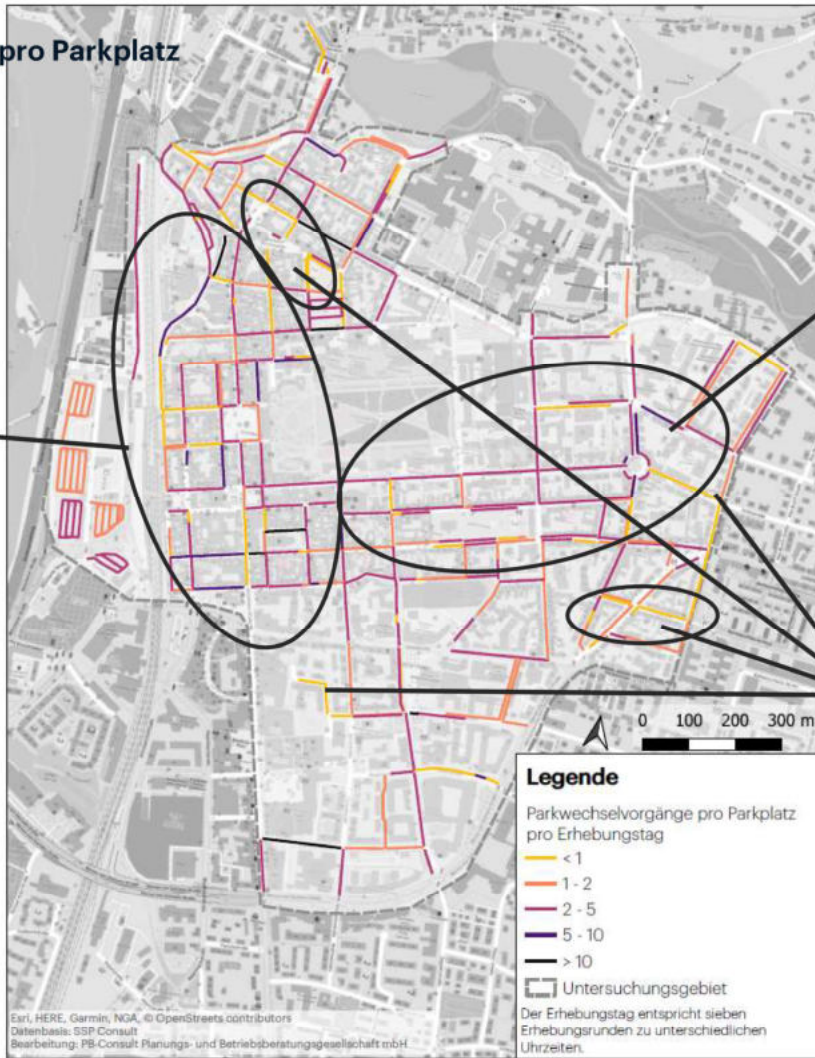 pro Parkplatz
0 100 200 300 m
Legende
Parkwechselvorgänge pro Parkplatz
pro Erhebungstag
< 1
1 - 2
2 - 5
5 - 10
> 10
Untersuchungsgebiet
Der Erhebungstag entspricht sieben
Erhebungsrunden zu unterschiedlichen
Uhrzeiten.
Esri, HERE, Garmin, NGA, © OpenStreets contributors
Datenbasis: SSP Consult
Bearbeitung: PB-Consult Planungs- und Betriebsberatungsgesellschaft mbH